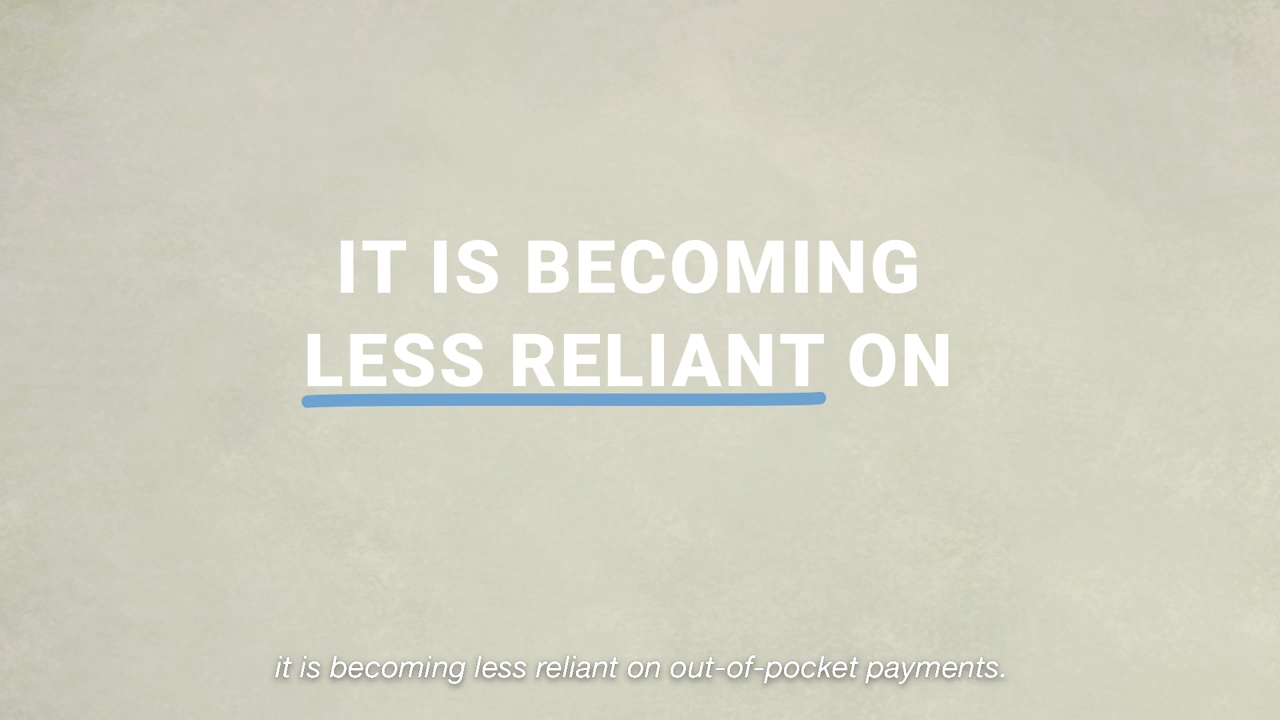 IT IS BECOMING
LESS RELIANT ON
it is becoming less reliant on out-of-pocket payments.